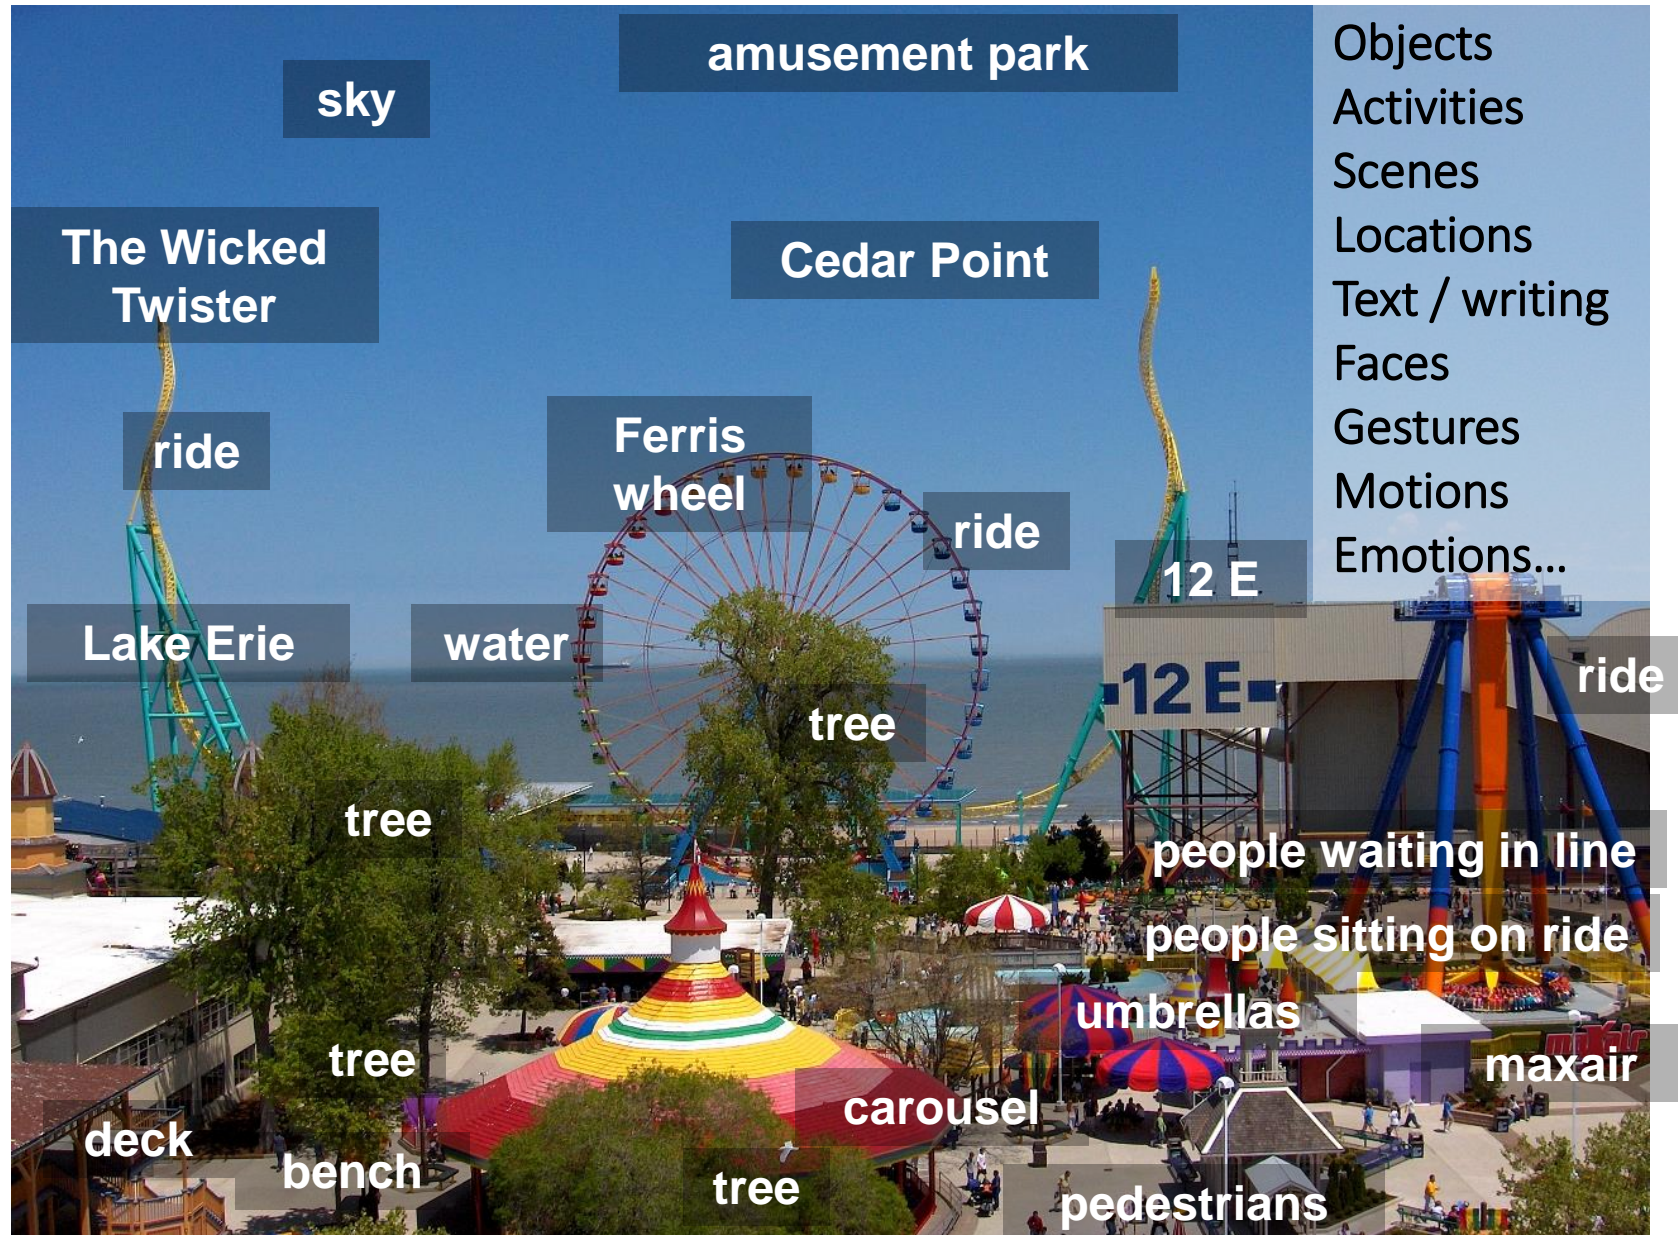 amusement park
sky
Objects
Activities
Scenes
Locations
Text / writing
Faces
Gestures
Motions
Emotions...
The Wicked
Twister
Cedar Point
ride
Ferris
wheel
ride
12 E
Lake Erie
water
ride
12 E
tree
tree
people waiting in line
people sitting on ride
umbrellas
maxair
tree
maxair
carousel
deck
bench
tree
pedestrians